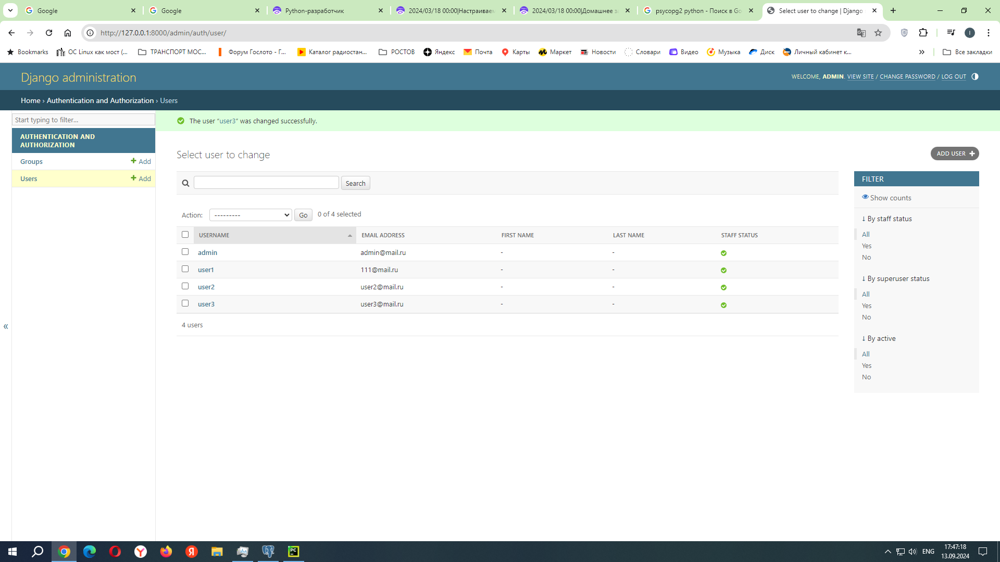 Google
Google
Python-разработчик
2024/03/18 00:00|Настраиваем
2024/03/18 00:00|Домашнее за
psycopg2 python - Поиск в Go
Select user to change | Django
http://127.0.0.1:8000/admin/auth/user/
Bookmarks
ОС Linux как мост (...
ТРАНСПОРТ МОС...
Форум Гослото - Г...
Каталог радиостан...
РОСТОВ
Яндекс
Почта
Карты
Маркет
Новости
Словари
Видео
Музыка
Диск
Личный кабинет к...
Все закладки
Django administration
WELCOME, ADMIN. VIEW SITE / CHANGE PASSWORD / LOG OUT
Home › Authentication and Authorization › Users
Start typing to filter...
AUTHENTICATION AND
AUTHORIZATION
Groups
Add
Users
Add
The user “user3” was changed successfully.
Select user to change
ADD USER
Search
Action:
---------
Go
0 of 4 selected
USERNAME EMAIL ADDRESS FIRST NAME LAST NAME STAFF STATUS
admin admin@mail.ru - -
user1 111@mail.ru - -
user2 user2@mail.ru - -
user3 user3@mail.ru - -
4 users
FILTER
Show counts
↓ By staff status
All
Yes
No
↓ By superuser status
All
Yes
No
↓ By active
All
Yes
No
«
ENG
17:47:18
13.09.2024